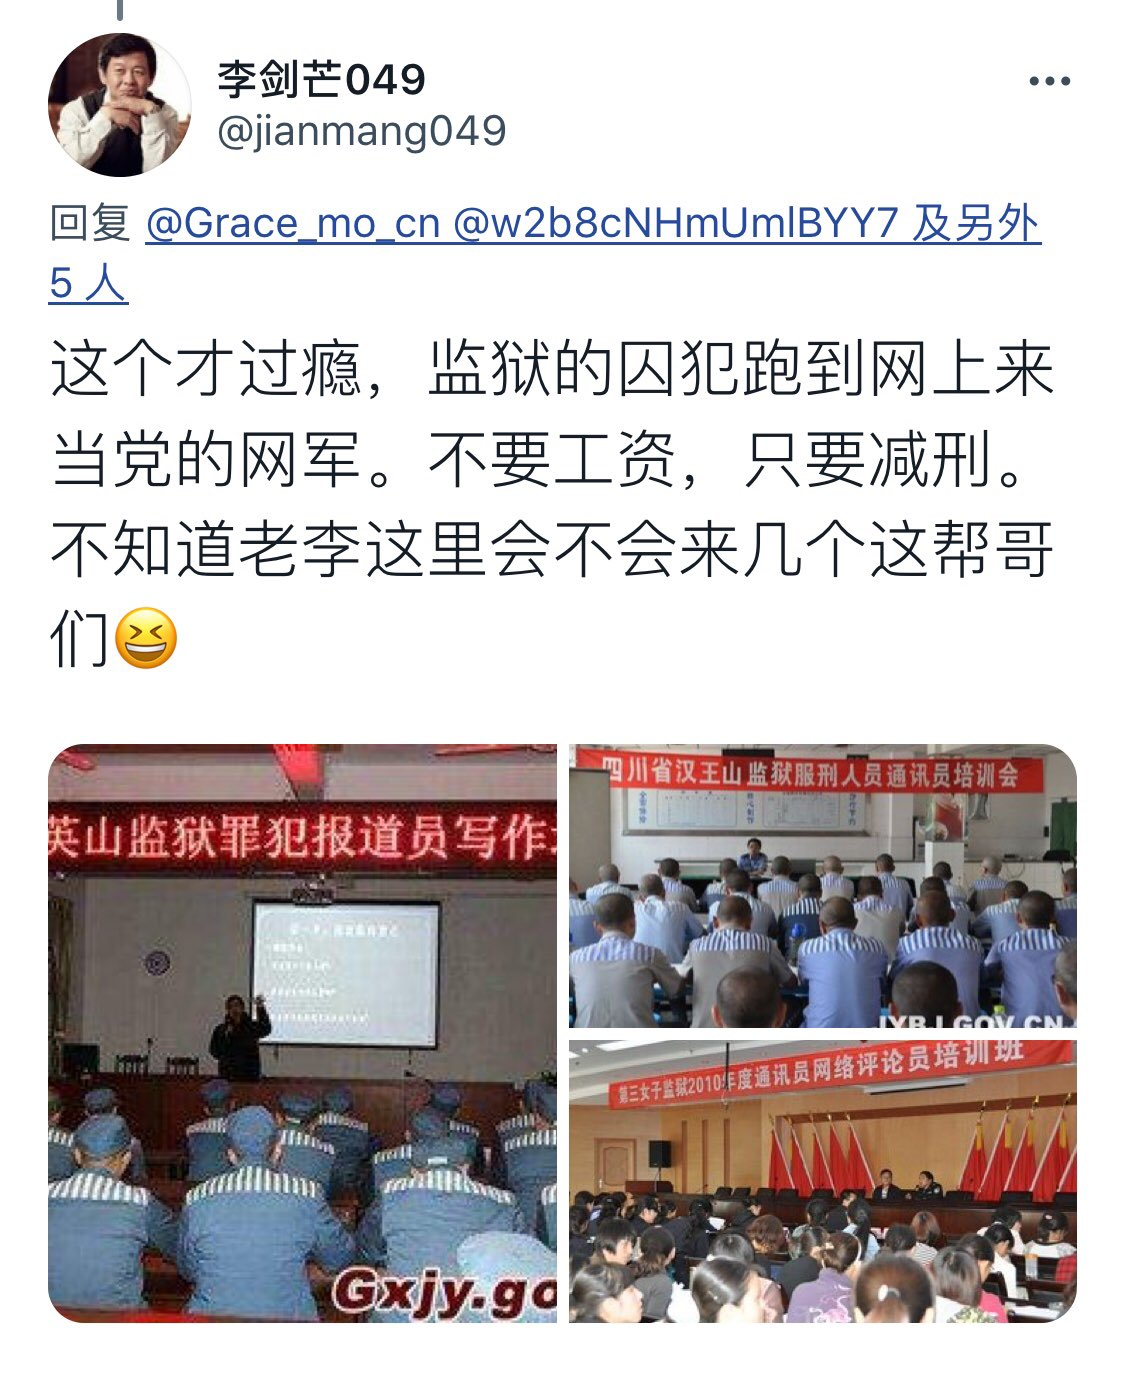 李剑芒049
@jianmang049
回复 @Grace_mo_cn @w2b8cNHmUmlBYY7 及另外
5 人
这个才过瘾，监狱的囚犯跑到网上来
当党的网军。不要工资，只要减刑。
不知道老李这里会不会来几个这帮哥
们😆
英山监狱罪犯报道员写作
Gxjy.go
四川省汉王山监狱服刑人员通讯员培训会
JYBJ.GOV.CN
第三女子监狱2010年度通讯员网络评论员培训班